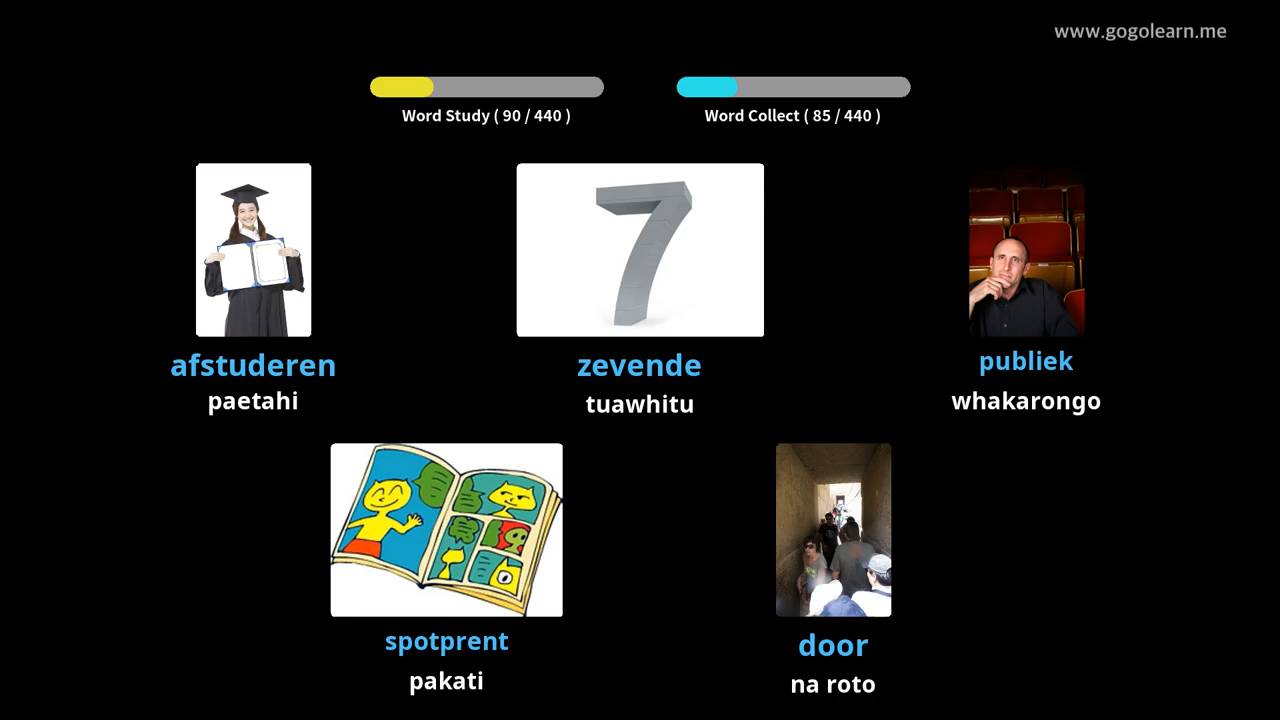 www.gogolearn.me
Word Study ( 90 / 440 )
Word Collect ( 85 / 440 )
afstuderen
paetahi
zevende
tuawhitu
publiek
whakarongo
spotprent
pakati
door
na roto